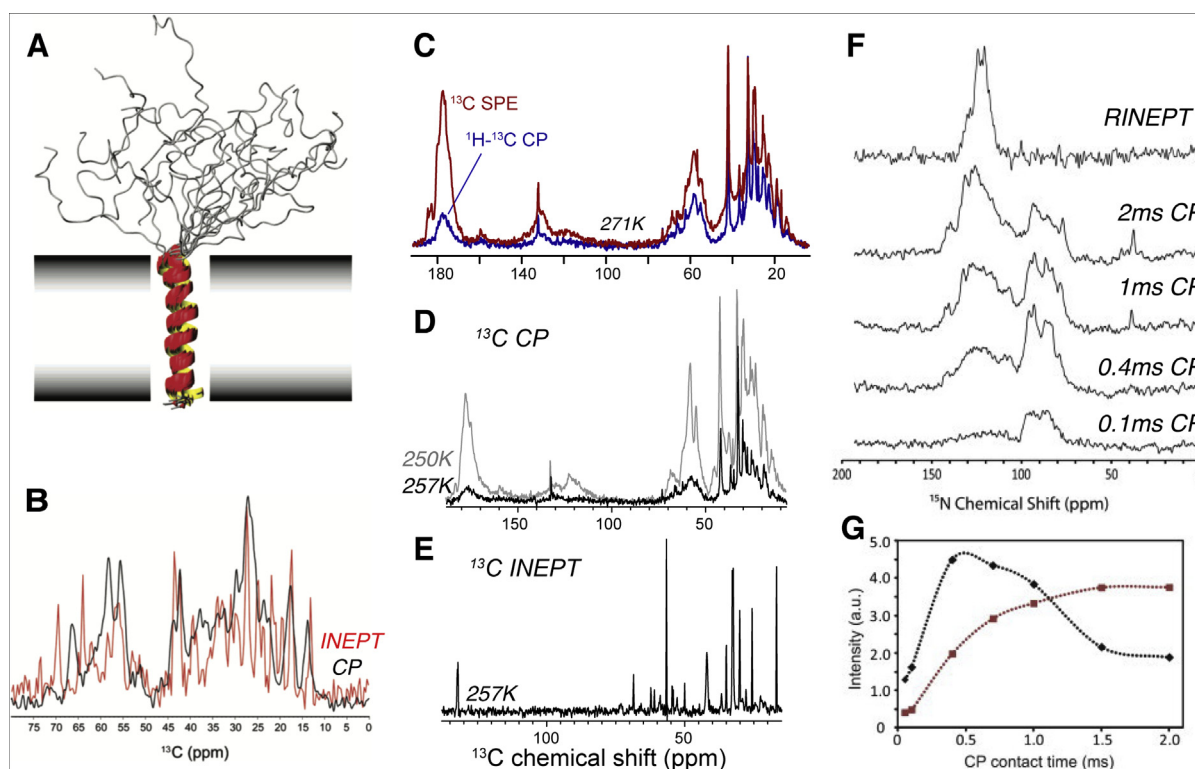 A
B
INEPT
CP
75 70 65 60 55 50 45 40 35 30 25 20 15 10 5 0
13C (ppm)
C
13C SPE
1H-13C CP
271K
180 140 100 60 20
D
13C CP
250K
257K
150 100 50
E
13C INEPT
257K
100 50
13C chemical shift (ppm)
F
RINEPT
2ms CP
1ms CP
0.4ms CP
0.1ms CP
200 150 100 50 0
15N Chemical Shift (ppm)
G
5.0
4.0
3.0
2.0
1.0
0
Intensity (a.u.)
0 0.5 1.0 1.5 2.0
CP contact time (ms)